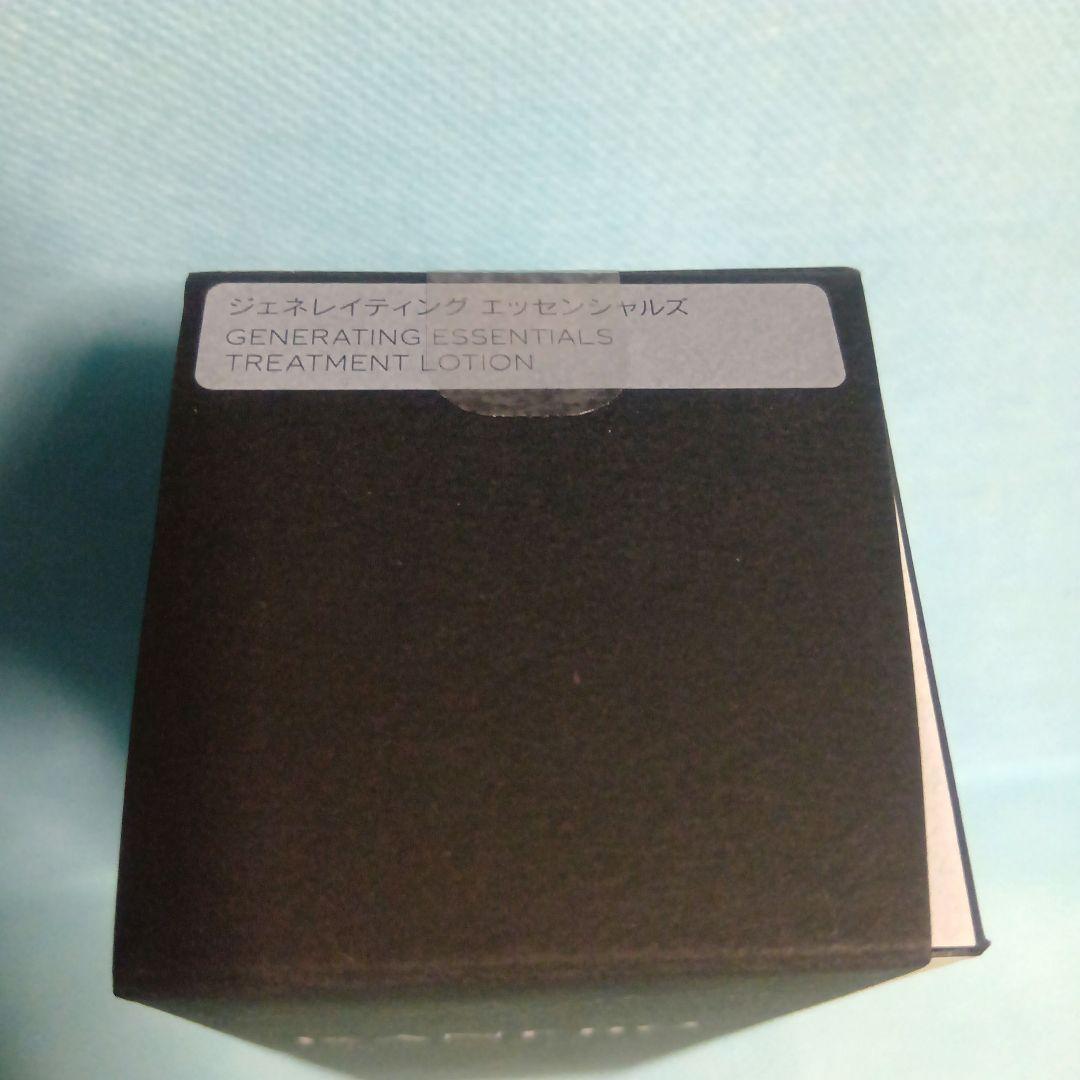 ジェネレイティング エッセンシャルズ
GENERATING ESSENTIALS
TREATMENT LOTION